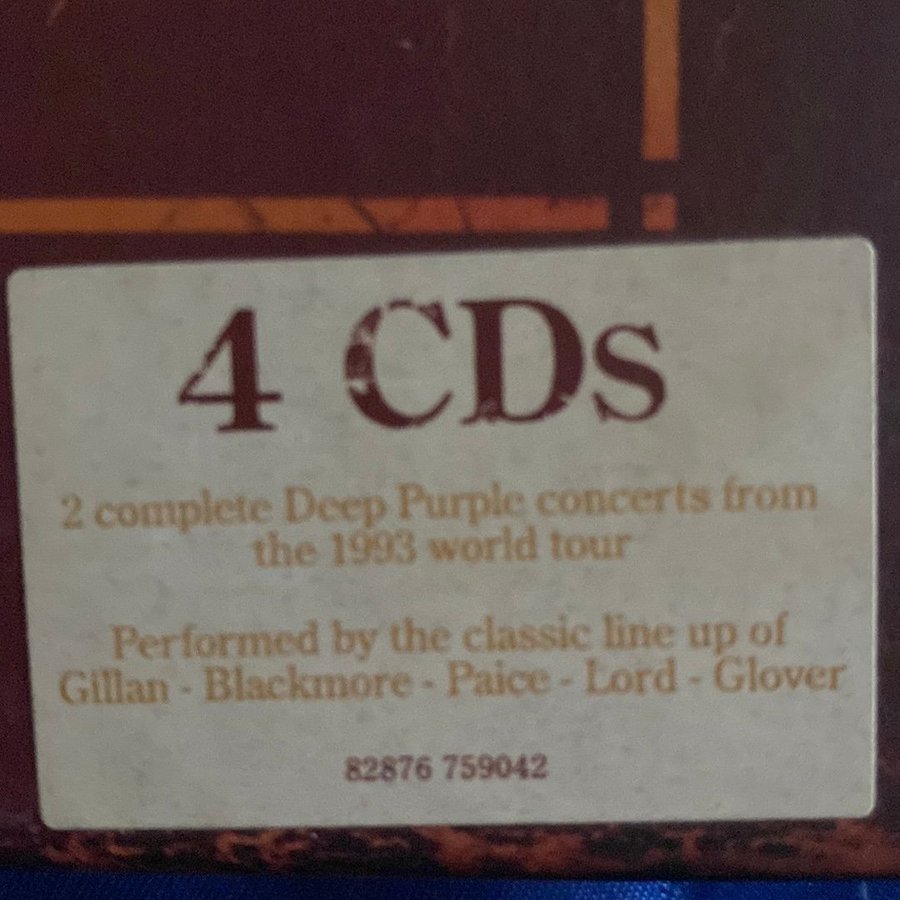 4 CDs
2 complete Deep Purple concerts from
the 1993 world tour
Performed by the classic line up of
Gillan - Blackmore - Paice - Lord - Glover
82876 759042